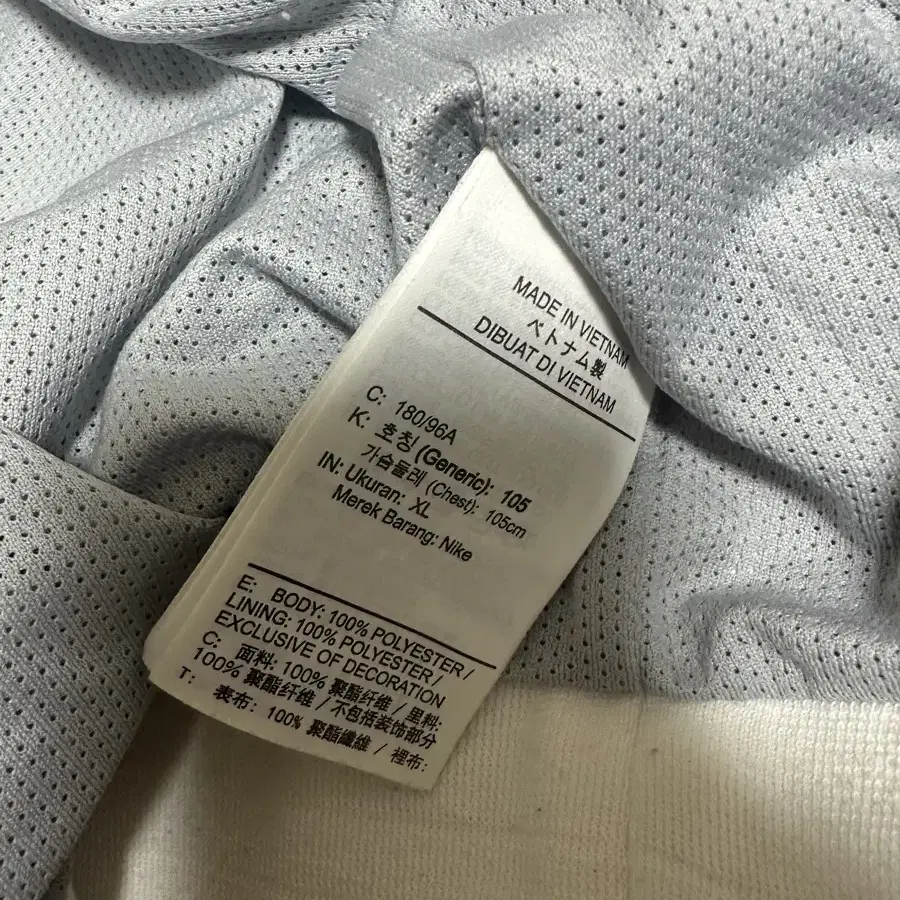 MADE IN VIETNAM
ベトナム製
DIBUAT DI VIETNAM
C: 180/96A
K: 호칭 (Generic): 105
가슴둘레 (Chest): 105cm
IN: Ukuran: XL
Merek Barang: Nike
E: BODY: 100% POLYESTER /
LINING: 100% POLYESTER /
EXCLUSIVE OF DECORATION
C: 面料: 100% 聚酯纤维 / 里料:
100% 聚酯纤维 / 不包括装饰部分
T: 表布: 100% 聚酯纖維 / 裡布: